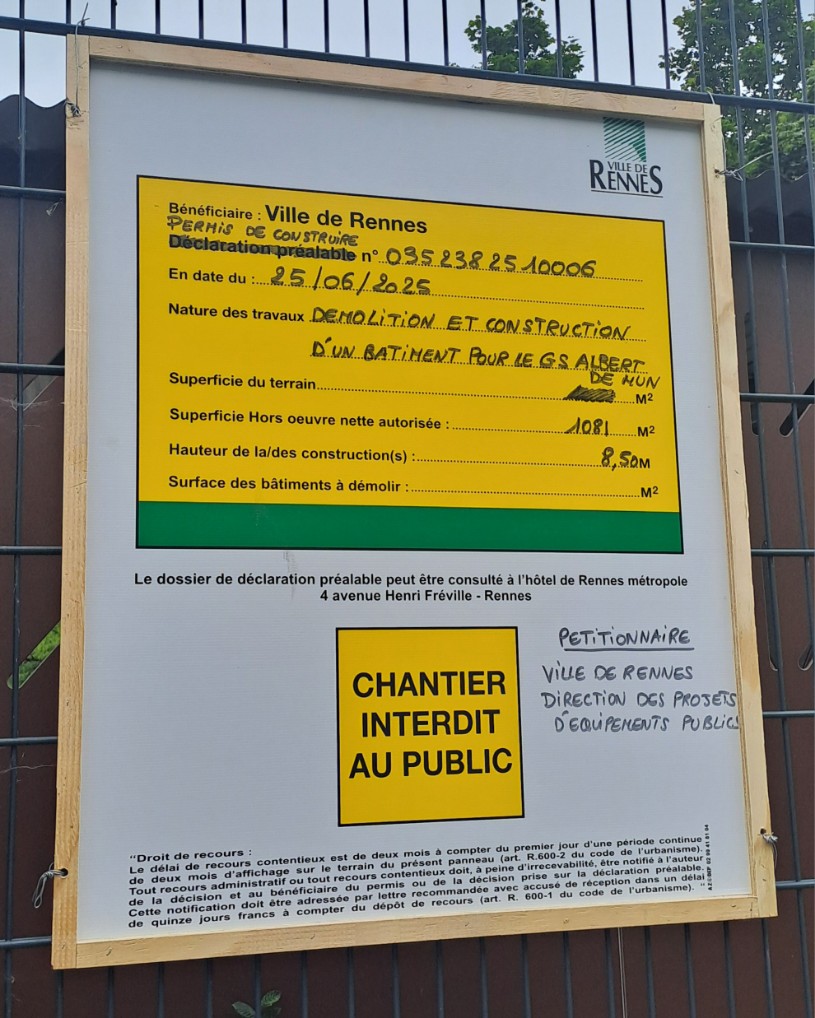 VILLE DE
RENNES
Bénéficiaire : Ville de Rennes
PERMIS DE CONSTRUIRE
Déclaration préalable n° 035 238 25 10006
En date du : 25/06/2025
Nature des travaux DEMOLITION ET CONSTRUCTION
D'UN BATIMENT POUR LE GS ALBERT
DE MUN
Superficie du terrain M²
Superficie Hors oeuvre nette autorisée : 1081 M²
Hauteur de la/des construction(s) : 8,50M
Surface des bâtiments à démolir : M²
Le dossier de déclaration préalable peut être consulté à l'hôtel de Rennes métropole
4 avenue Henri Fréville - Rennes
CHANTIER
INTERDIT
AU PUBLIC
PETITIONNAIRE
VILLE DE RENNES
DIRECTION DES PROJETS
D'EQUIPEMENTS PUBLICS
"Droit de recours :
Le délai de recours contentieux est de deux mois à compter du premier jour d'une période continue
de deux mois d'affichage sur le terrain du présent panneau (art. R.600-2 du code de l'urbanisme).
Tout recours administratif ou tout recours contentieux doit, à peine d'irrecevabilité, être notifié à l'auteur
de la décision et au bénéficiaire du permis ou de la décision prise sur la déclaration préalable.
Cette notification doit être adressée par lettre recommandée avec accusé de réception dans un délai
de quinze jours francs à compter du dépôt de recours (art. R. 600-1 du code de l'urbanisme).